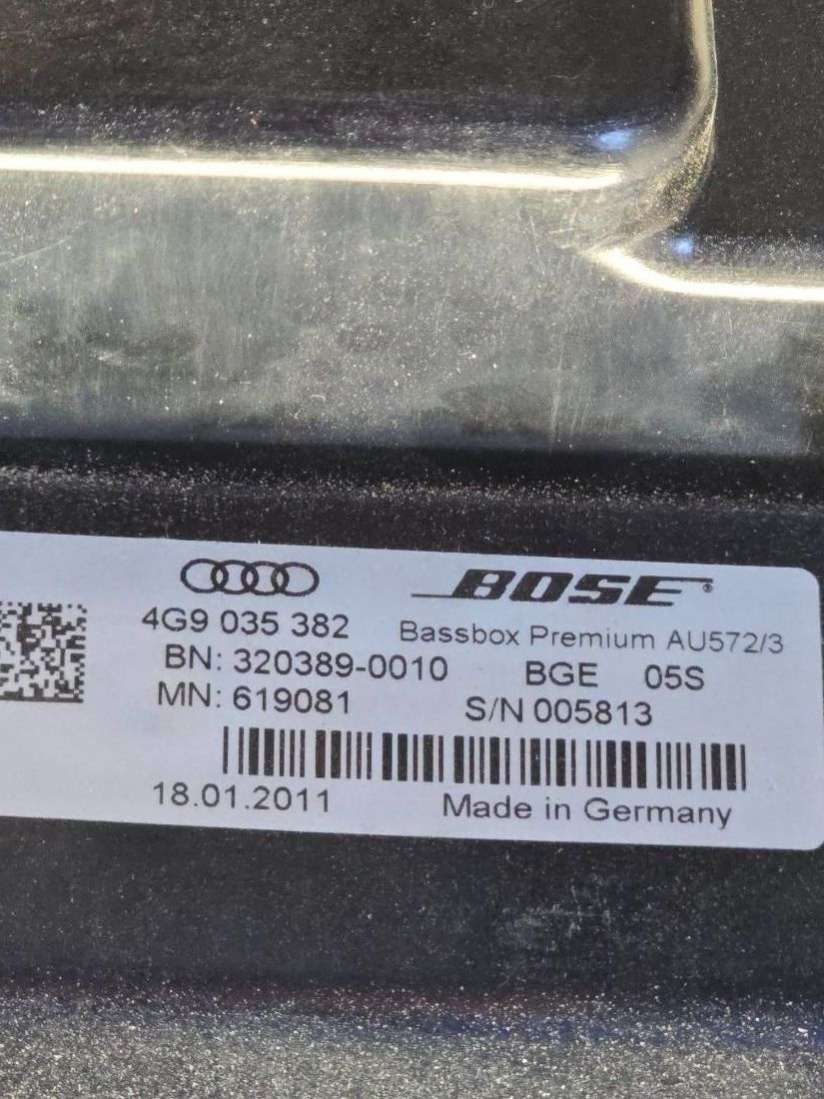 BOSE®
4G9 035 382 Bassbox Premium AU572/3
BN: 320389-0010 BGE 05S
MN: 619081 S/N 005813
18.01.2011 Made in Germany